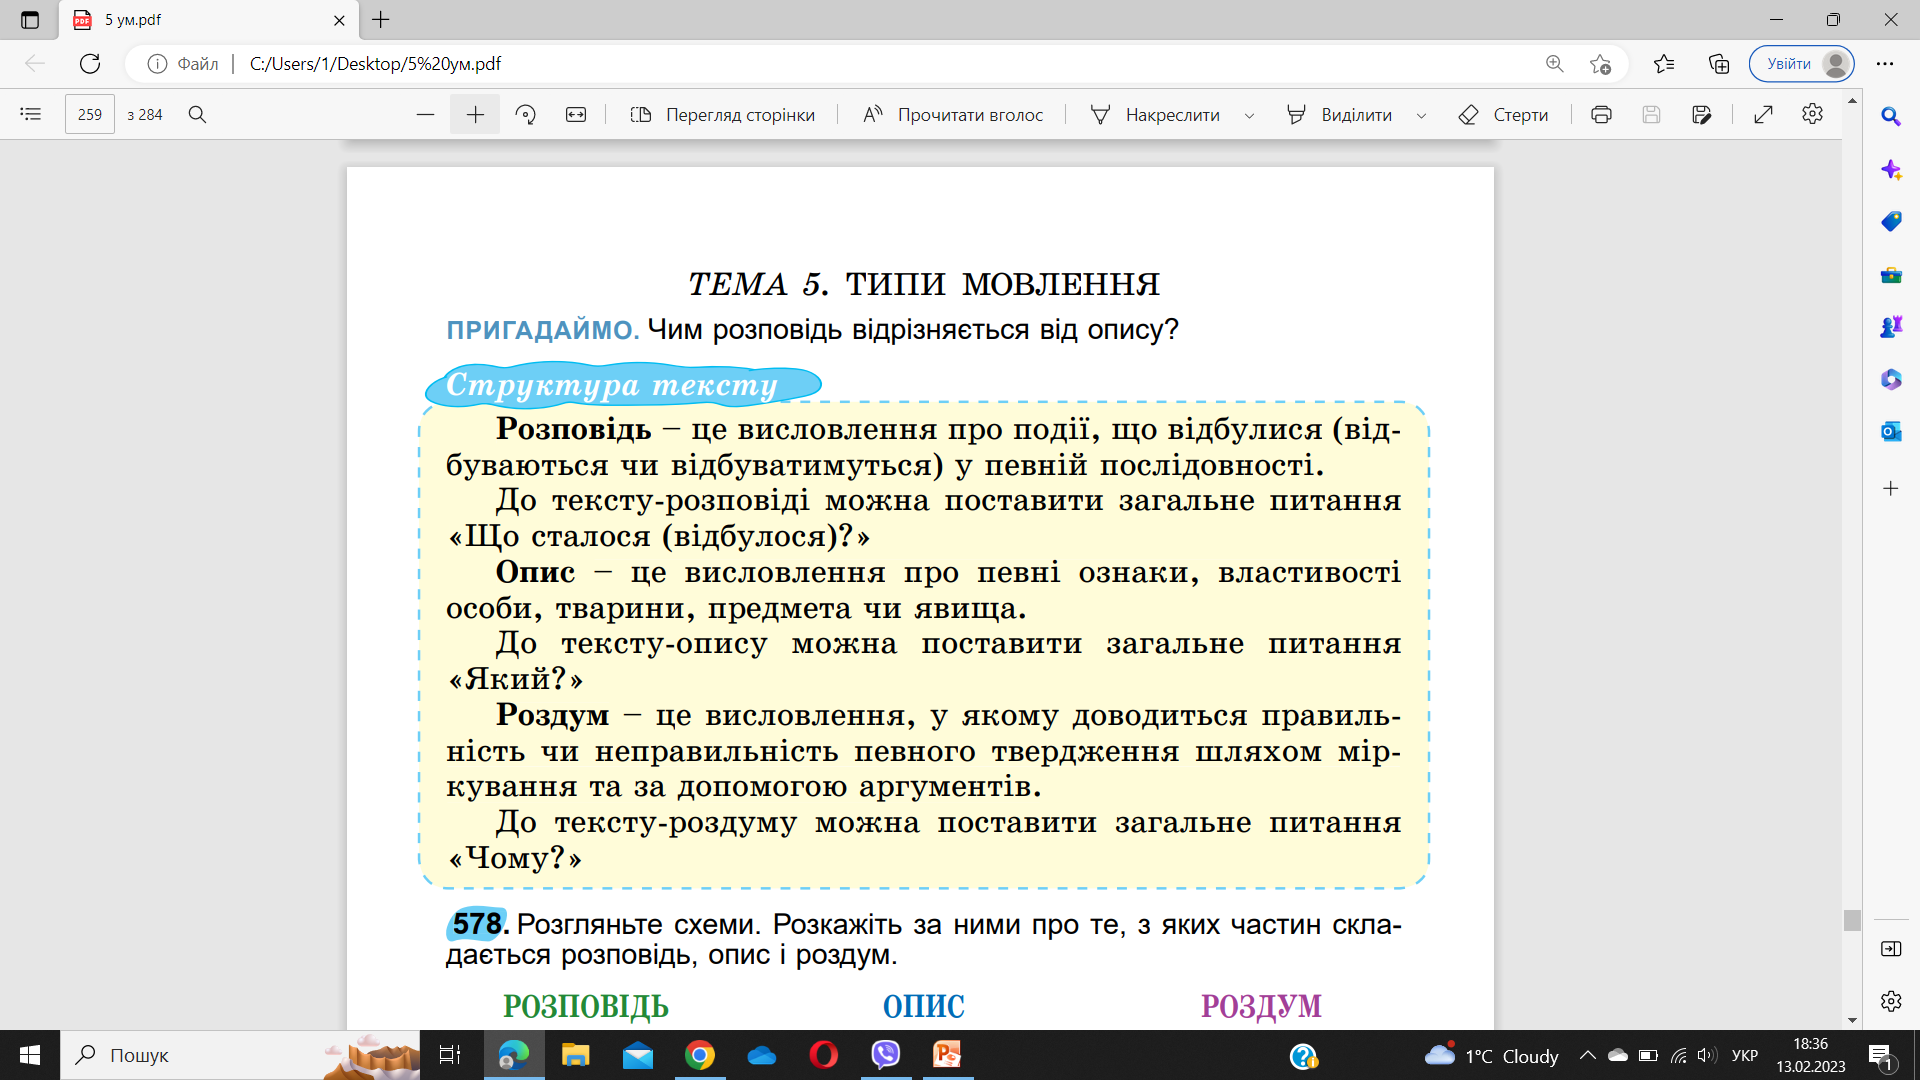 5 ум.pdf
Файл
C:/Users/1/Desktop/5%20ум.pdf
Увійти
259
з 284
Перегляд сторінки
Прочитати вголос
Накреслити
Виділити
Стерти
ТЕМА 5. ТИПИ МОВЛЕННЯ
ПРИГАДАЙМО. Чим розповідь відрізняється від опису?
Структура тексту
Розповідь – це висловлення про події, що відбулися (від-
буваються чи відбуватимуться) у певній послідовності.
До тексту-розповіді можна поставити загальне питання
«Що сталося (відбулося)?»
Опис – це висловлення про певні ознаки, властивості
особи, тварини, предмета чи явища.
До тексту-опису можна поставити загальне питання
«Який?»
Роздум – це висловлення, у якому доводиться правиль-
ність чи неправильність певного твердження шляхом мір-
кування та за допомогою аргументів.
До тексту-роздуму можна поставити загальне питання
«Чому?»
578. Розгляньте схеми. Розкажіть за ними про те, з яких частин скла-
дається розповідь, опис і роздум.
РОЗПОВІДЬ
ОПИС
РОЗДУМ
Пошук
1°C Cloudy
УКР
18:36
13.02.2023
1